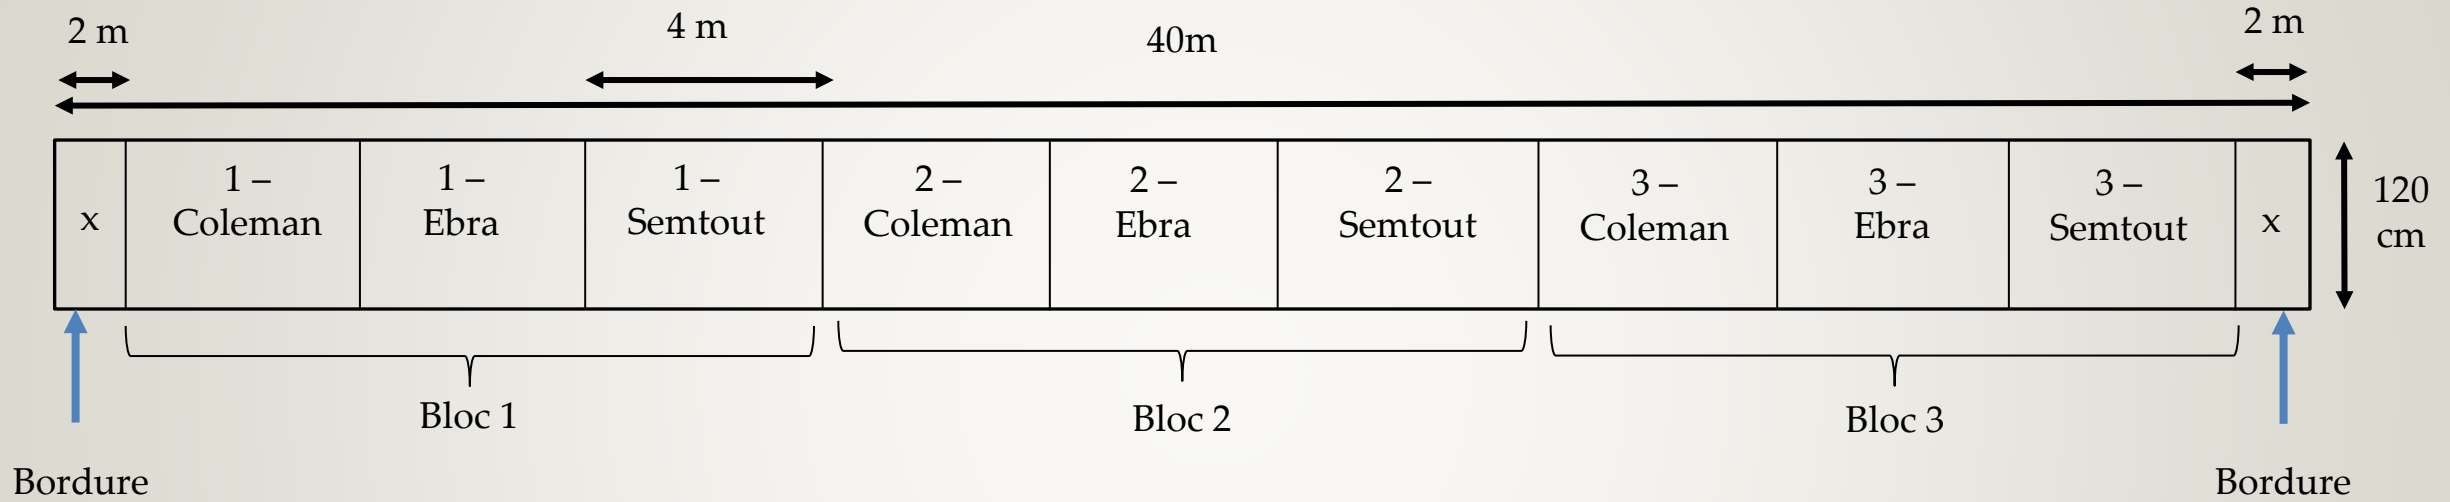 2 m
4 m
40m
2 m
x
1 –
Coleman
1 –
Ebra
1 –
Semtout
2 –
Coleman
2 –
Ebra
2 –
Semtout
3 –
Coleman
3 –
Ebra
3 –
Semtout
x
120
cm
Bloc 1
Bloc 2
Bloc 3
Bordure
Bordure